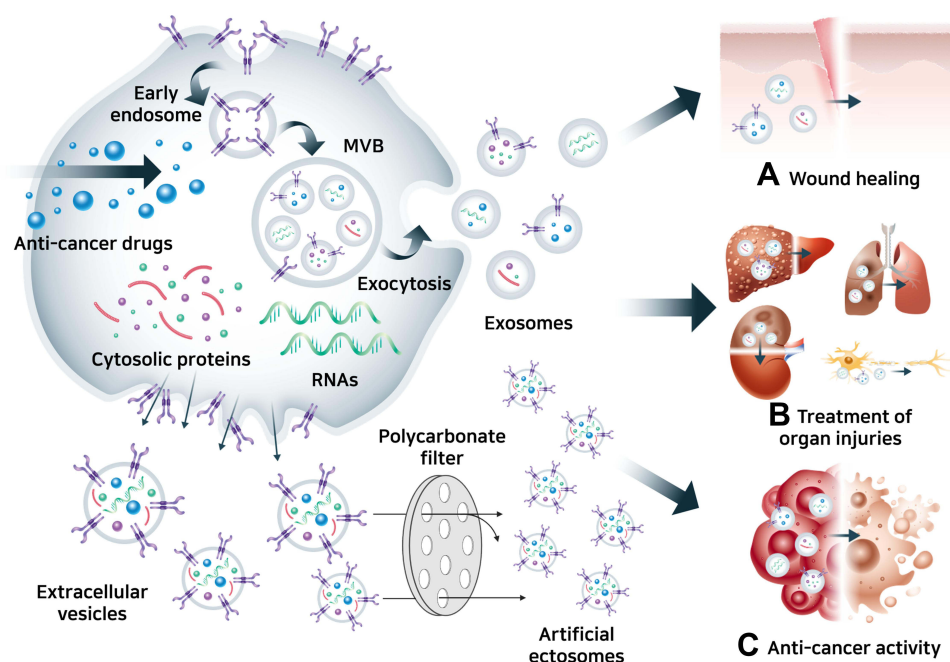 Early
endosome
MVB
Anti-cancer drugs
Exocytosis
Exosomes
Cytosolic proteins
RNAs
Polycarbonate
filter
Extracellular
vesicles
Artificial
ectosomes
A Wound healing
B Treatment of
organ injuries
C Anti-cancer activity